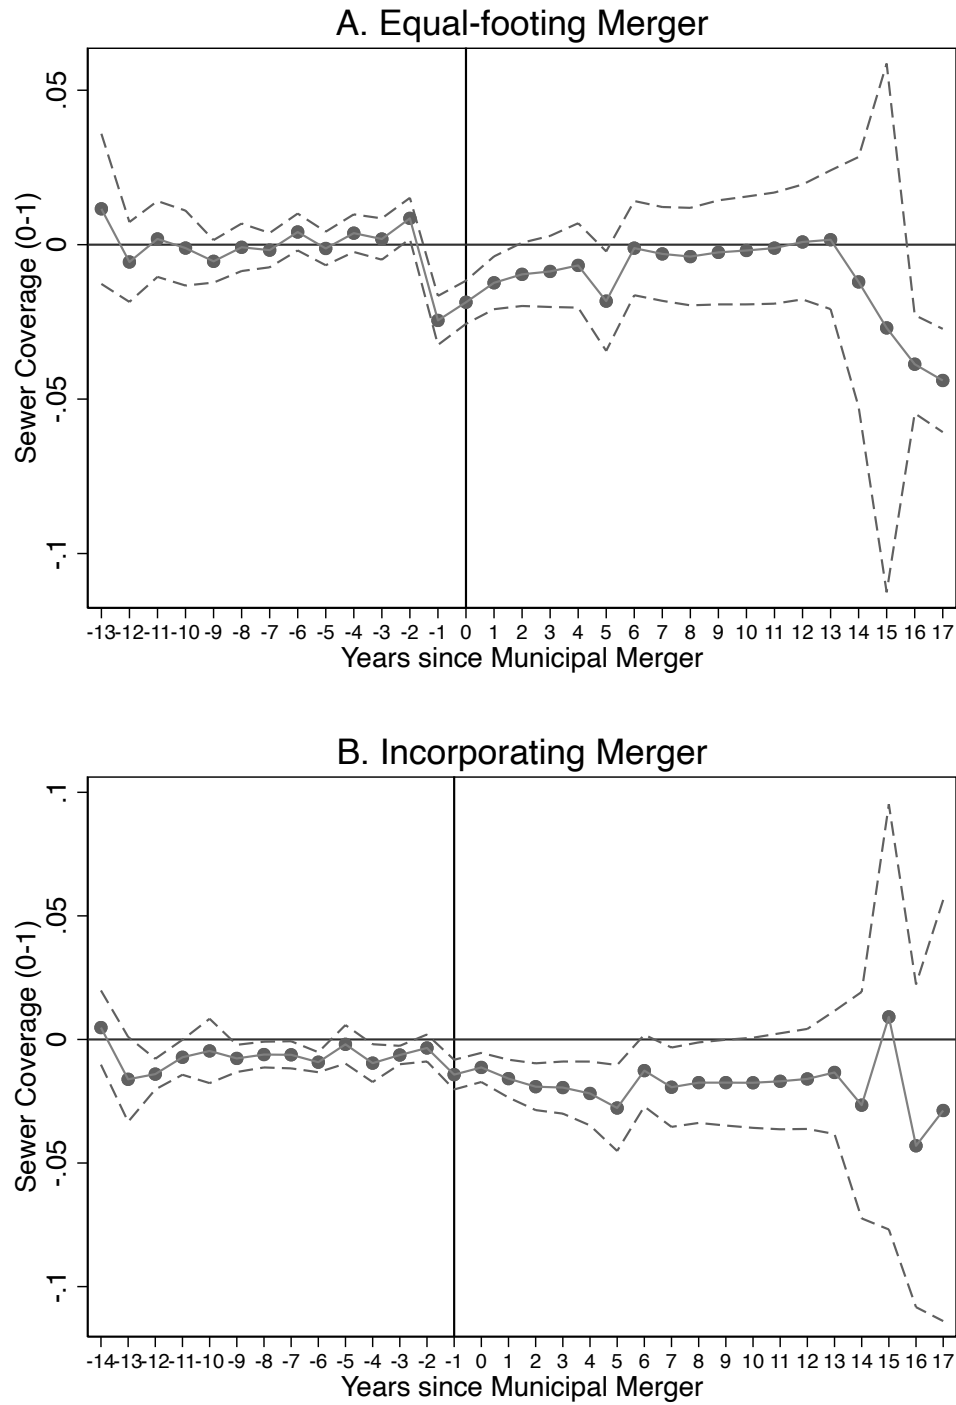 A. Equal-footing Merger
Sewer Coverage (0-1)
.05
0
-.05
-.1
-13 -12 -11 -10 -9 -8 -7 -6 -5 -4 -3 -2 -1 0 1 2 3 4 5 6 7 8 9 10 11 12 13 14 15 16 17
Years since Municipal Merger
B. Incorporating Merger
Sewer Coverage (0-1)
.1
.05
0
-.05
-.1
-14 -13 -12 -11 -10 -9 -8 -7 -6 -5 -4 -3 -2 -1 0 1 2 3 4 5 6 7 8 9 10 11 12 13 14 15 16 17
Years since Municipal Merger